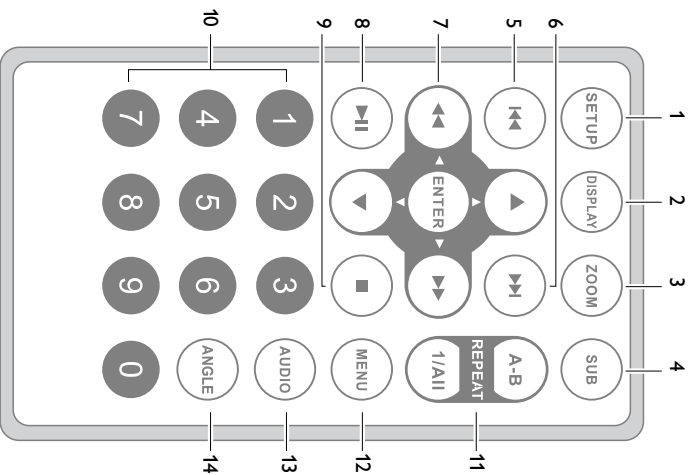 1 2 3 4
SETUP DISPLAY ZOOM SUB
6
5
A-B
REPEAT 11
7 ENTER
1/All
8 MENU 12
9
1 2 3 AUDIO 13
10 4 5 6 ANGLE 14
7 8 9 0